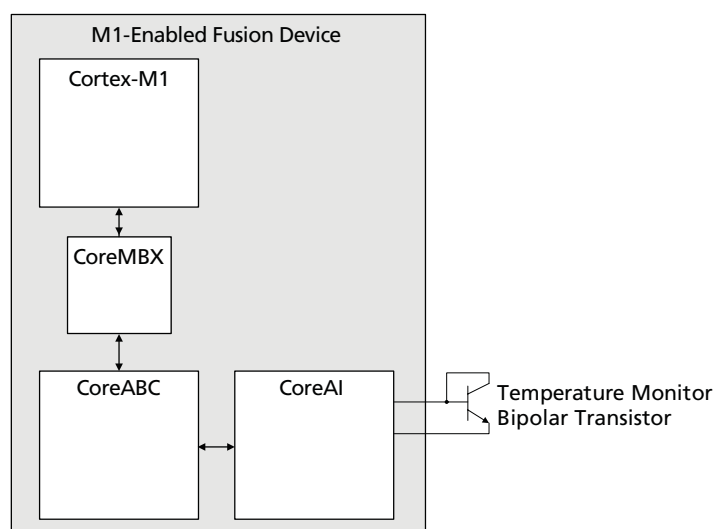 M1-Enabled Fusion Device
Cortex-M1
CoreMBX
CoreABC
CoreAI
Temperature Monitor
Bipolar Transistor